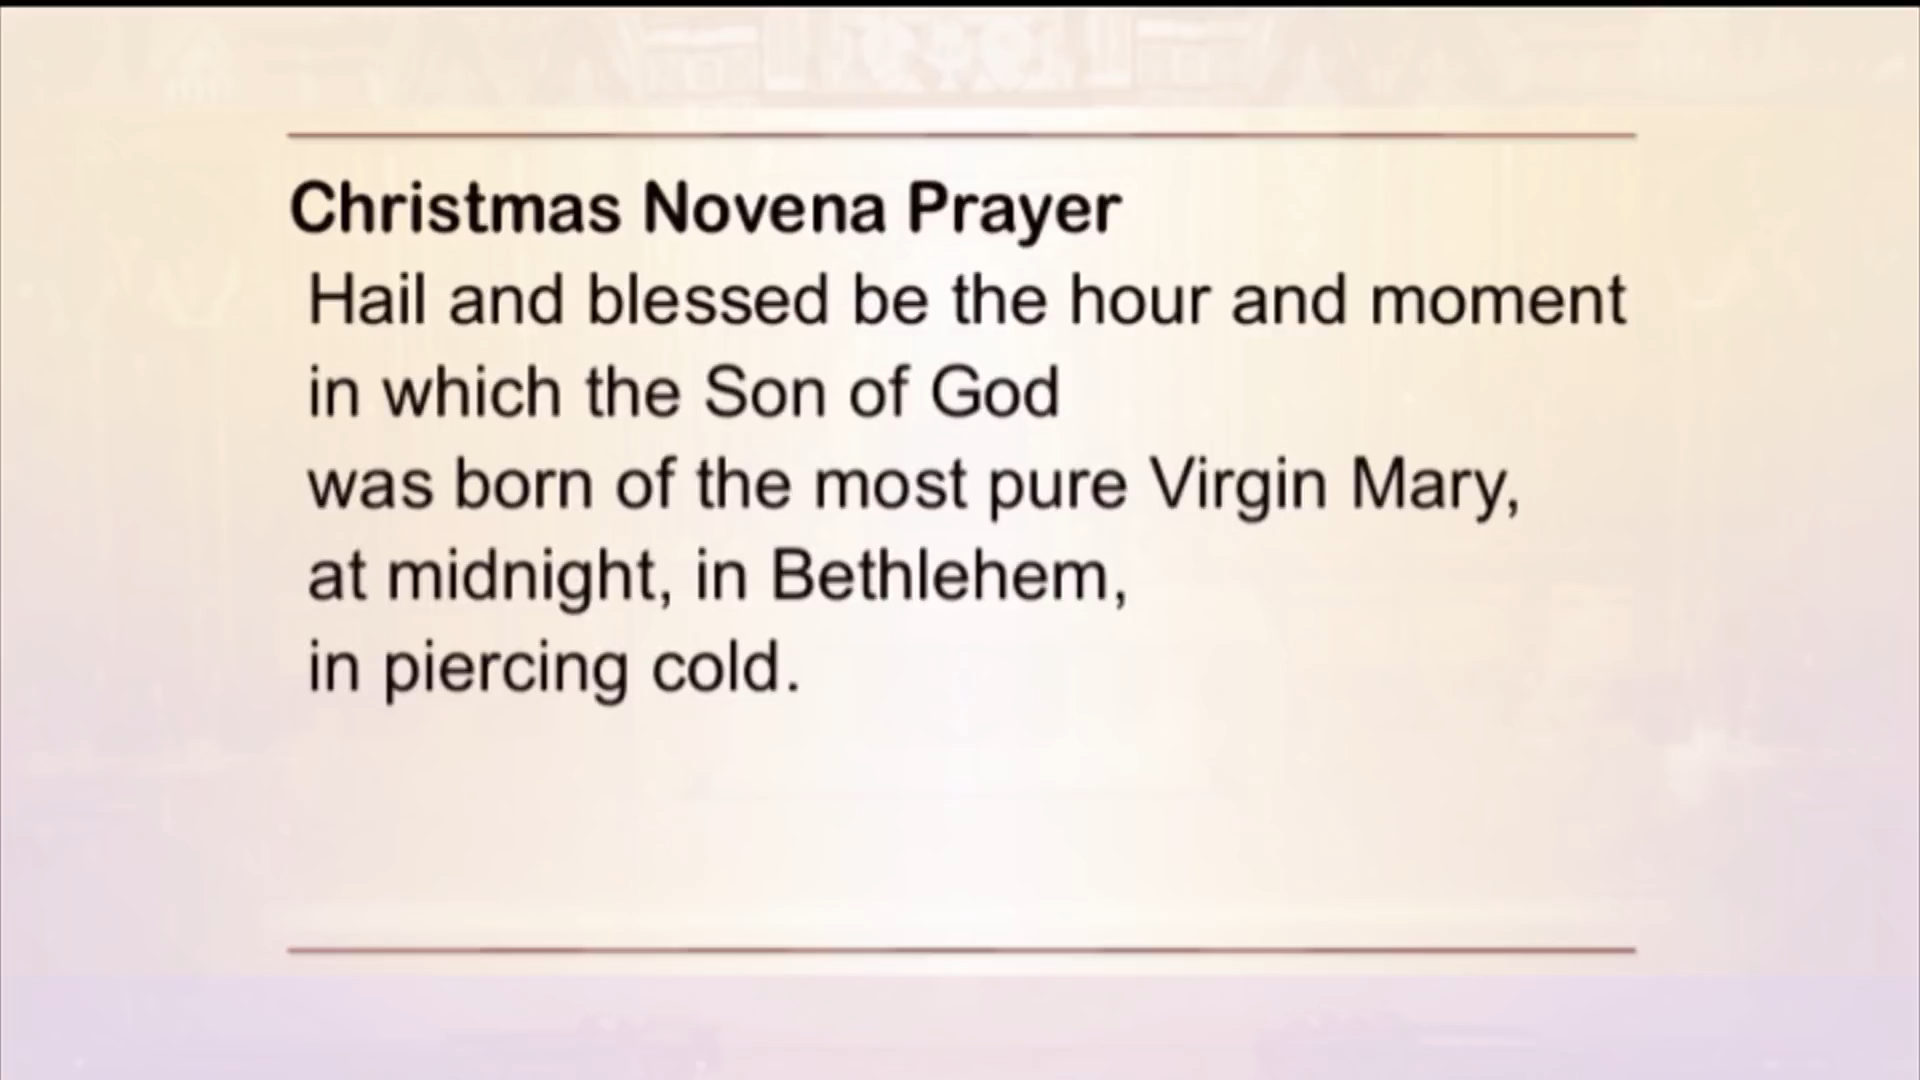 Christmas Novena Prayer
Hail and blessed be the hour and moment
in which the Son of God
was born of the most pure Virgin Mary,
at midnight, in Bethlehem,
in piercing cold.